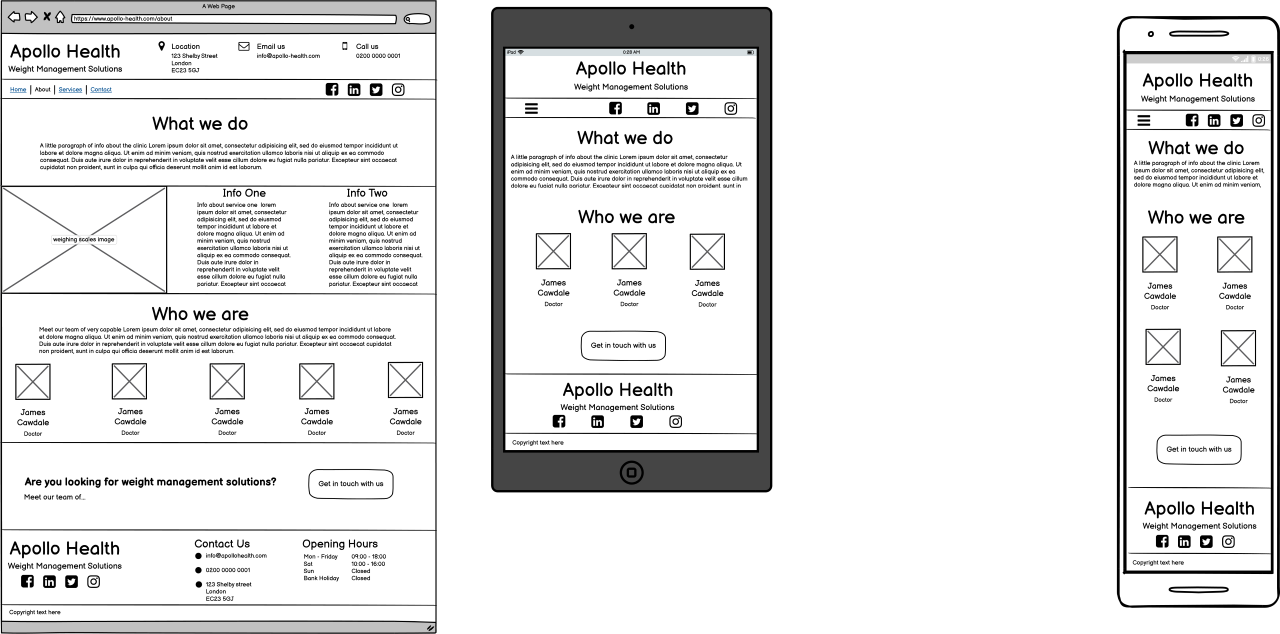 A Web Page
https://www.apollo-health.com/about
Apollo Health
Weight Management Solutions
Location
123 Shelby Street
London
EC23 5GJ
Email us
info@apollo-health.com
Call us
0200 0000 0001
Home
About
Services
Contact
What we do
A little paragraph of info about the clinic Lorem ipsum dolor sit amet, consectetur adipisicing elit, sed do eiusmod tempor incididunt ut
labore et dolore magna aliqua. Ut enim ad minim veniam, quis nostrud exercitation ullamco laboris nisi ut aliquip ex ea commodo
consequat. Duis aute irure dolor in reprehenderit in voluptate velit esse cillum dolore eu fugiat nulla pariatur. Excepteur sint occaecat
cupidatat non proident, sunt in culpa qui officia deserunt mollit anim id est laborum.
weighing scales image
Info One
Info about service one lorem
ipsum dolor sit amet, consectetur
adipisicing elit, sed do eiusmod
tempor incididunt ut labore et
dolore magna aliqua. Ut enim ad
minim veniam, quis nostrud
exercitation ullamco laboris nisi ut
aliquip ex ea commodo consequat.
Duis aute irure dolor in
reprehenderit in voluptate velit
esse cillum dolore eu fugiat nulla
pariatur. Excepteur sint occaecat
Info Two
Info about service one lorem
ipsum dolor sit amet, consectetur
adipisicing elit, sed do eiusmod
tempor incididunt ut labore et
dolore magna aliqua. Ut enim ad
minim veniam, quis nostrud
exercitation ullamco laboris nisi ut
aliquip ex ea commodo consequat.
Duis aute irure dolor in
reprehenderit in voluptate velit
esse cillum dolore eu fugiat nulla
pariatur. Excepteur sint occaecat
Who we are
Meet our team of very capable Lorem ipsum dolor sit amet, consectetur adipisicing elit, sed do eiusmod tempor incididunt ut labore
et dolore magna aliqua. Ut enim ad minim veniam, quis nostrud exercitation ullamco laboris nisi ut aliquip ex ea commodo consequat.
Duis aute irure dolor in reprehenderit in voluptate velit esse cillum dolore eu fugiat nulla pariatur. Excepteur sint occaecat cupidatat
non proident, sunt in culpa qui officia deserunt mollit anim id est laborum.
James
Cawdale
Doctor
James
Cawdale
Doctor
James
Cawdale
Doctor
James
Cawdale
Doctor
James
Cawdale
Doctor
Are you looking for weight management solutions?
Meet our team of...
Get in touch with us
Apollo Health
Weight Management Solutions
Contact Us
info@apollohealth.com
0200 0000 0001
123 Shelby street
London
EC23 5GJ
Opening Hours
Mon - Friday 09:00 - 18:00
Sat 10:00 - 16:00
Sun Closed
Bank Holiday Closed
Copyright text here
iPad
0:28 AM
Apollo Health
Weight Management Solutions
What we do
A little paragraph of info about the clinic Lorem ipsum dolor sit amet, consectetur
adipisicing elit, sed do eiusmod tempor incididunt ut labore et dolore magna aliqua. Ut
enim ad minim veniam, quis nostrud exercitation ullamco laboris nisi ut aliquip ex ea
commodo consequat. Duis aute irure dolor in reprehenderit in voluptate velit esse cillum
dolore eu fugiat nulla pariatur. Excepteur sint occaecat cupidatat non proident, sunt in
Who we are
James
Cawdale
Doctor
James
Cawdale
Doctor
James
Cawdale
Doctor
Get in touch with us
Apollo Health
Weight Management Solutions
Copyright text here
0:28
Apollo Health
Weight Management Solutions
What we do
A little paragraph of info about the clinic Lorem
ipsum dolor sit amet, consectetur adipisicing elit,
sed do eiusmod tempor incididunt ut labore et
dolore magna aliqua. Ut enim ad minim veniam,
Who we are
James
Cawdale
Doctor
James
Cawdale
Doctor
James
Cawdale
Doctor
James
Cawdale
Doctor
Get in touch with us
Apollo Health
Weight Management Solutions
Copyright text here